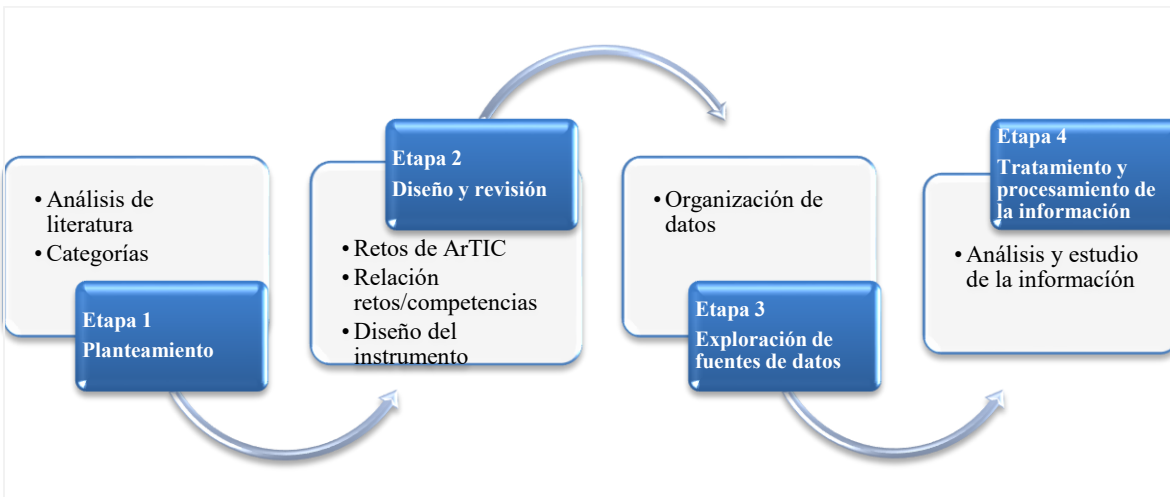 • Análisis de
literatura
• Categorías
Etapa 1
Planteamiento
Etapa 2
Diseño y revisión
• Retos de ArTIC
• Relación
retos/competencias
• Diseño del
instrumento
• Organización de
datos
Etapa 3
Exploración de
fuentes de datos
Etapa 4
Tratamiento y
procesamiento de
la información
• Análisis y estudio
de la información